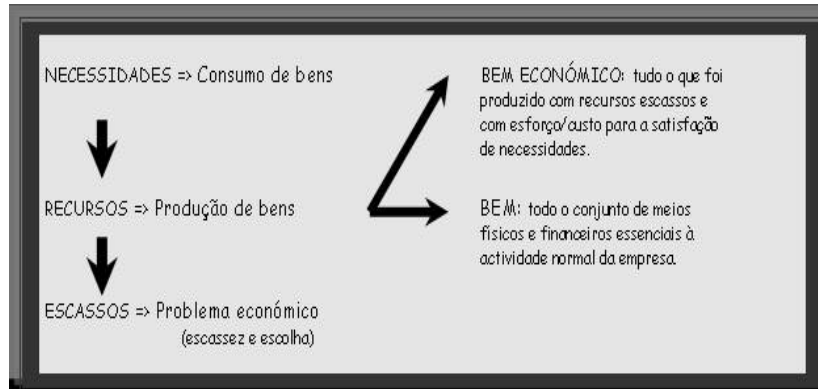 NECESSIDADES => Consumo de bens
RECURSOS => Produção de bens
ESCASSOS => Problema económico
(escassez e escolha)
BEM ECONÓMICO: tudo o que foi
produzido com recursos escassos e
com esforço/custo para a satisfação
de necessidades.
BEM: todo o conjunto de meios
físicos e financeiros essenciais à
actividade normal da empresa.